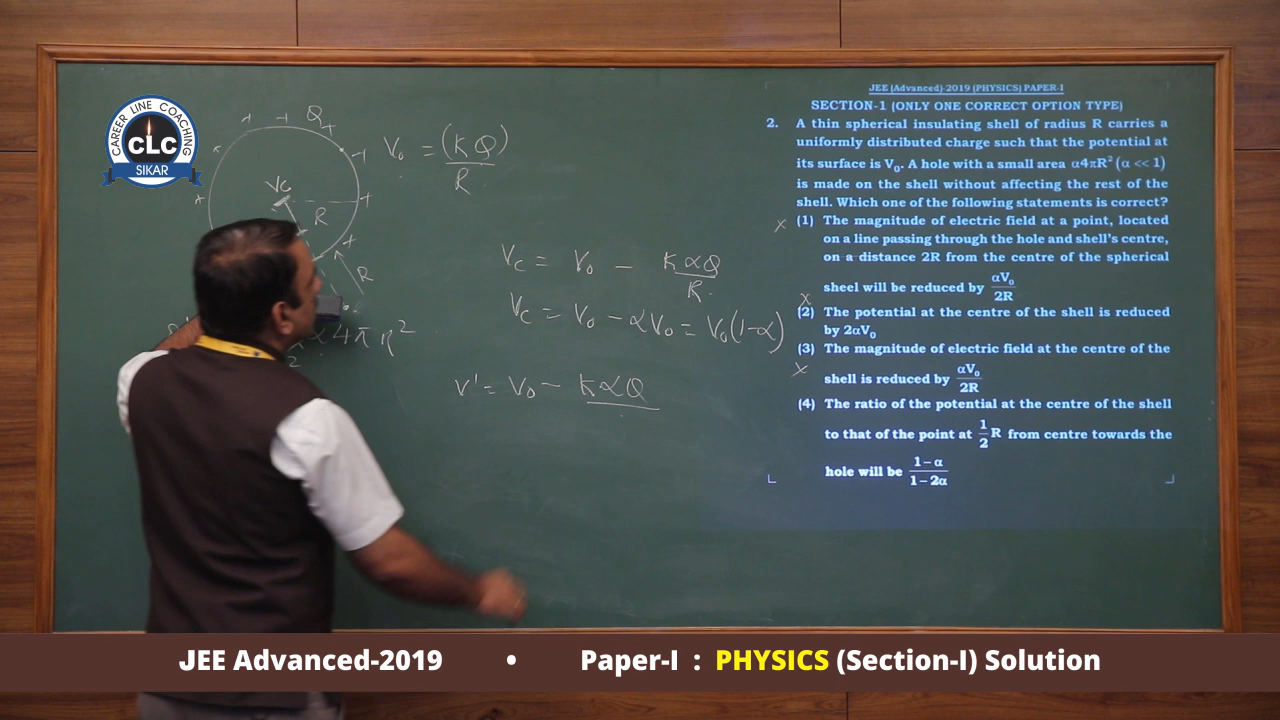 CAREER LINE COACHING
CLC
SIKAR
Q
V₀ = (kQ)/R
Vc
R
R
α4πR²
Vc = V₀ − kαQ/R.
Vc = V₀ − αV₀ = V₀(1-α)
V' = V₀ − kαQ
JEE (Advanced)-2019 (PHYSICS) PAPER-I
SECTION-1 (ONLY ONE CORRECT OPTION TYPE)
2. A thin spherical insulating shell of radius R carries a
uniformly distributed charge such that the potential at
its surface is V₀. A hole with a small area α4πR² (α << 1)
is made on the shell without affecting the rest of the
shell. Which one of the following statements is correct?
x (1) The magnitude of electric field at a point, located
on a line passing through the hole and shell's centre,
on a distance 2R from the centre of the spherical
sheel will be reduced by αV₀/2R
x (2) The potential at the centre of the shell is reduced
by 2αV₀
x (3) The magnitude of electric field at the centre of the
shell is reduced by αV₀/2R
(4) The ratio of the potential at the centre of the shell
to that of the point at 1/2 R from centre towards the
hole will be 1−α/1−2α
JEE Advanced-2019 • Paper-I : PHYSICS (Section-I) Solution